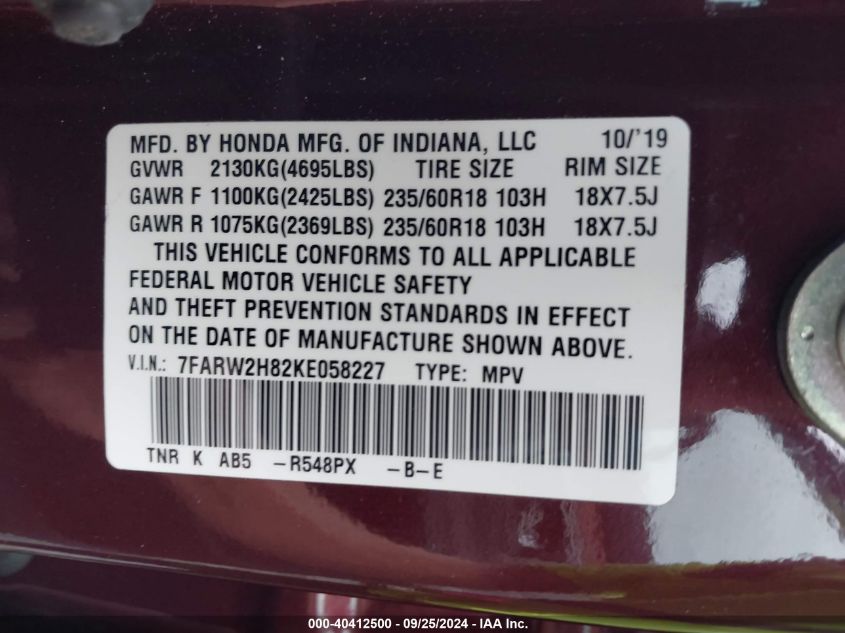 MFD. BY HONDA MFG. OF INDIANA, LLC 10/'19
GVWR 2130KG(4695LBS) TIRE SIZE RIM SIZE
GAWR F 1100KG(2425LBS) 235/60R18 103H 18X7.5J
GAWR R 1075KG(2369LBS) 235/60R18 103H 18X7.5J
THIS VEHICLE CONFORMS TO ALL APPLICABLE
FEDERAL MOTOR VEHICLE SAFETY
AND THEFT PREVENTION STANDARDS IN EFFECT
ON THE DATE OF MANUFACTURE SHOWN ABOVE.
V.I.N.: 7FARW2H82KE058227 TYPE: MPV
TNR K AB5 -R548PX -B-E
000-40412500 - 09/25/2024 - IAA Inc.